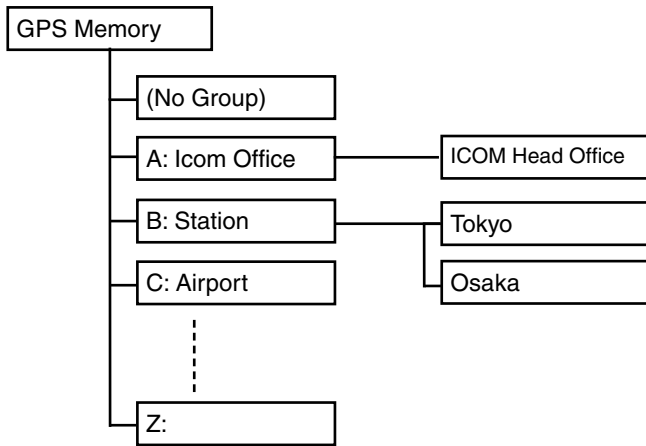 GPS Memory
(No Group)
A: Icom Office
ICOM Head Office
B: Station
Tokyo
C: Airport
Osaka
Z: